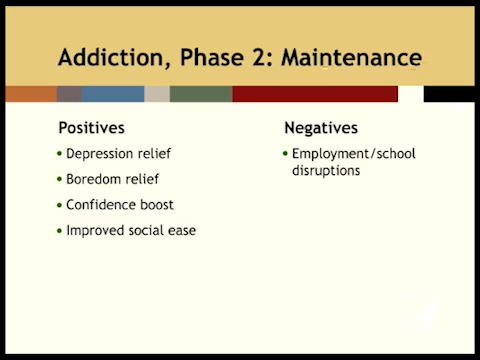 Addiction, Phase 2: Maintenance
Positives
• Depression relief
• Boredom relief
• Confidence boost
• Improved social ease
Negatives
• Employment/school
disruptions